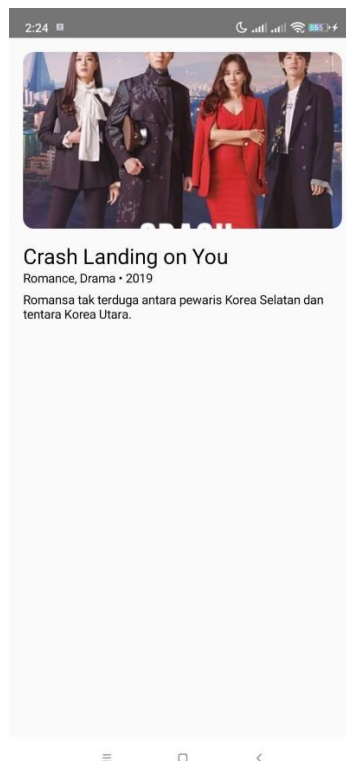 2:24
55
Crash Landing on You
Romance, Drama • 2019
Romansa tak terduga antara pewaris Korea Selatan dan
tentara Korea Utara.